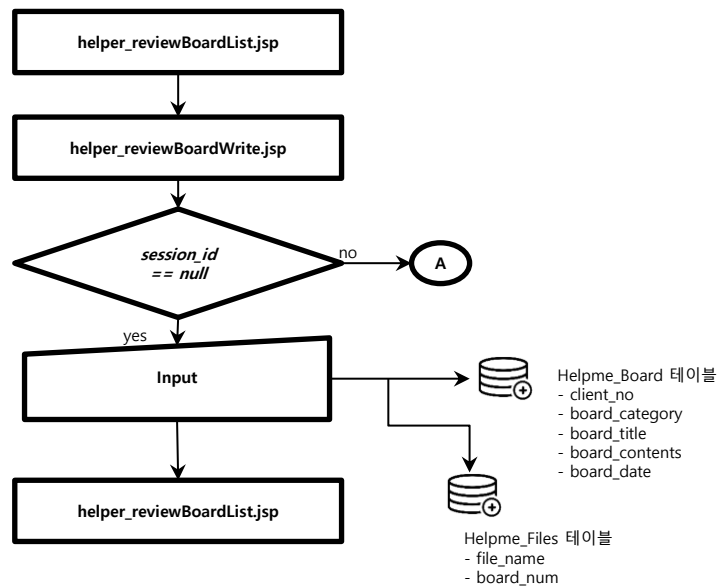 helper_reviewBoardList.jsp
helper_reviewBoardWrite.jsp
session_id
== null
no
A
yes
Input
Helpme_Board 테이블
- client_no
- board_category
- board_title
- board_contents
- board_date
helper_reviewBoardList.jsp
Helpme_Files 테이블
- file_name
- board_num